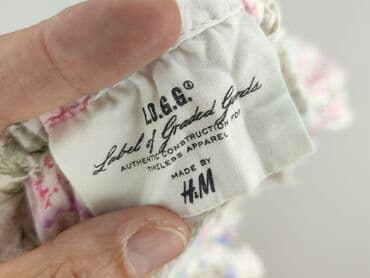 L.O.G.G.®
Label of Graded Goods
AUTHENTIC CONSTRUCTION FOR
TIMELESS APPAREL
MADE BY
H&M